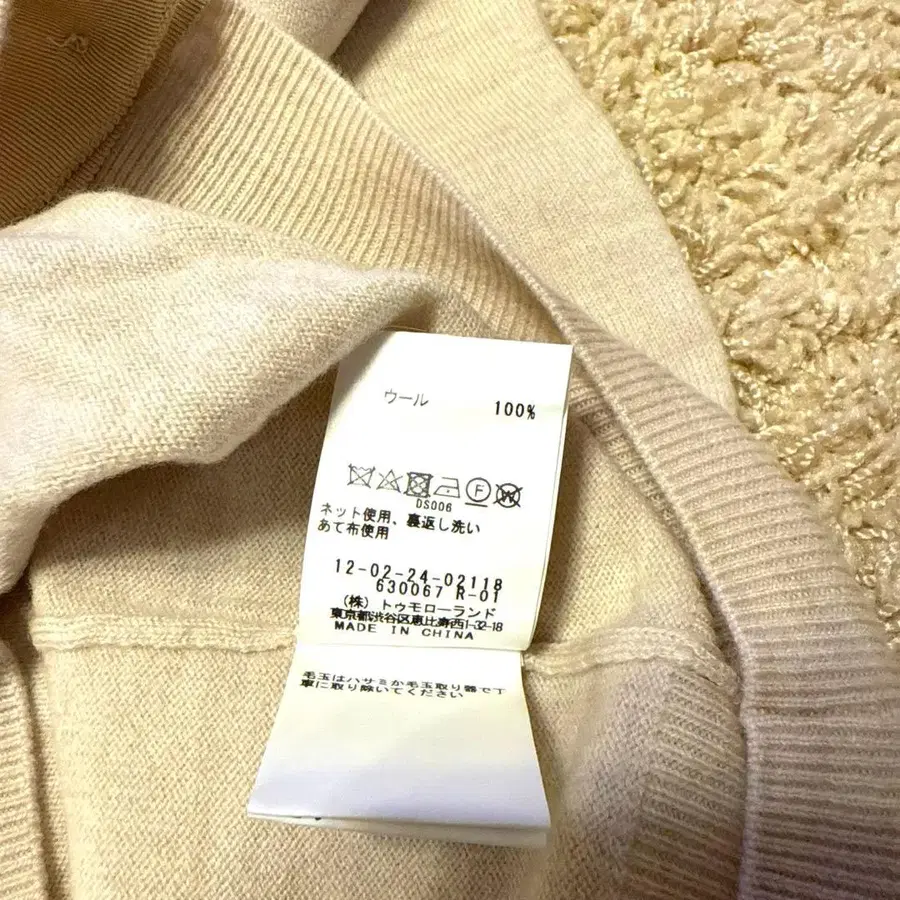 ウール 100%
F W
DS006
ネット使用、裏返し洗い
あて布使用
12-02-24-02118
630067 R-01
(株) トゥモローランド
東京都渋谷区恵比寿西1-32-18
MADE IN CHINA
毛玉はハサミか毛玉取り器で丁
寧に取り除いてください